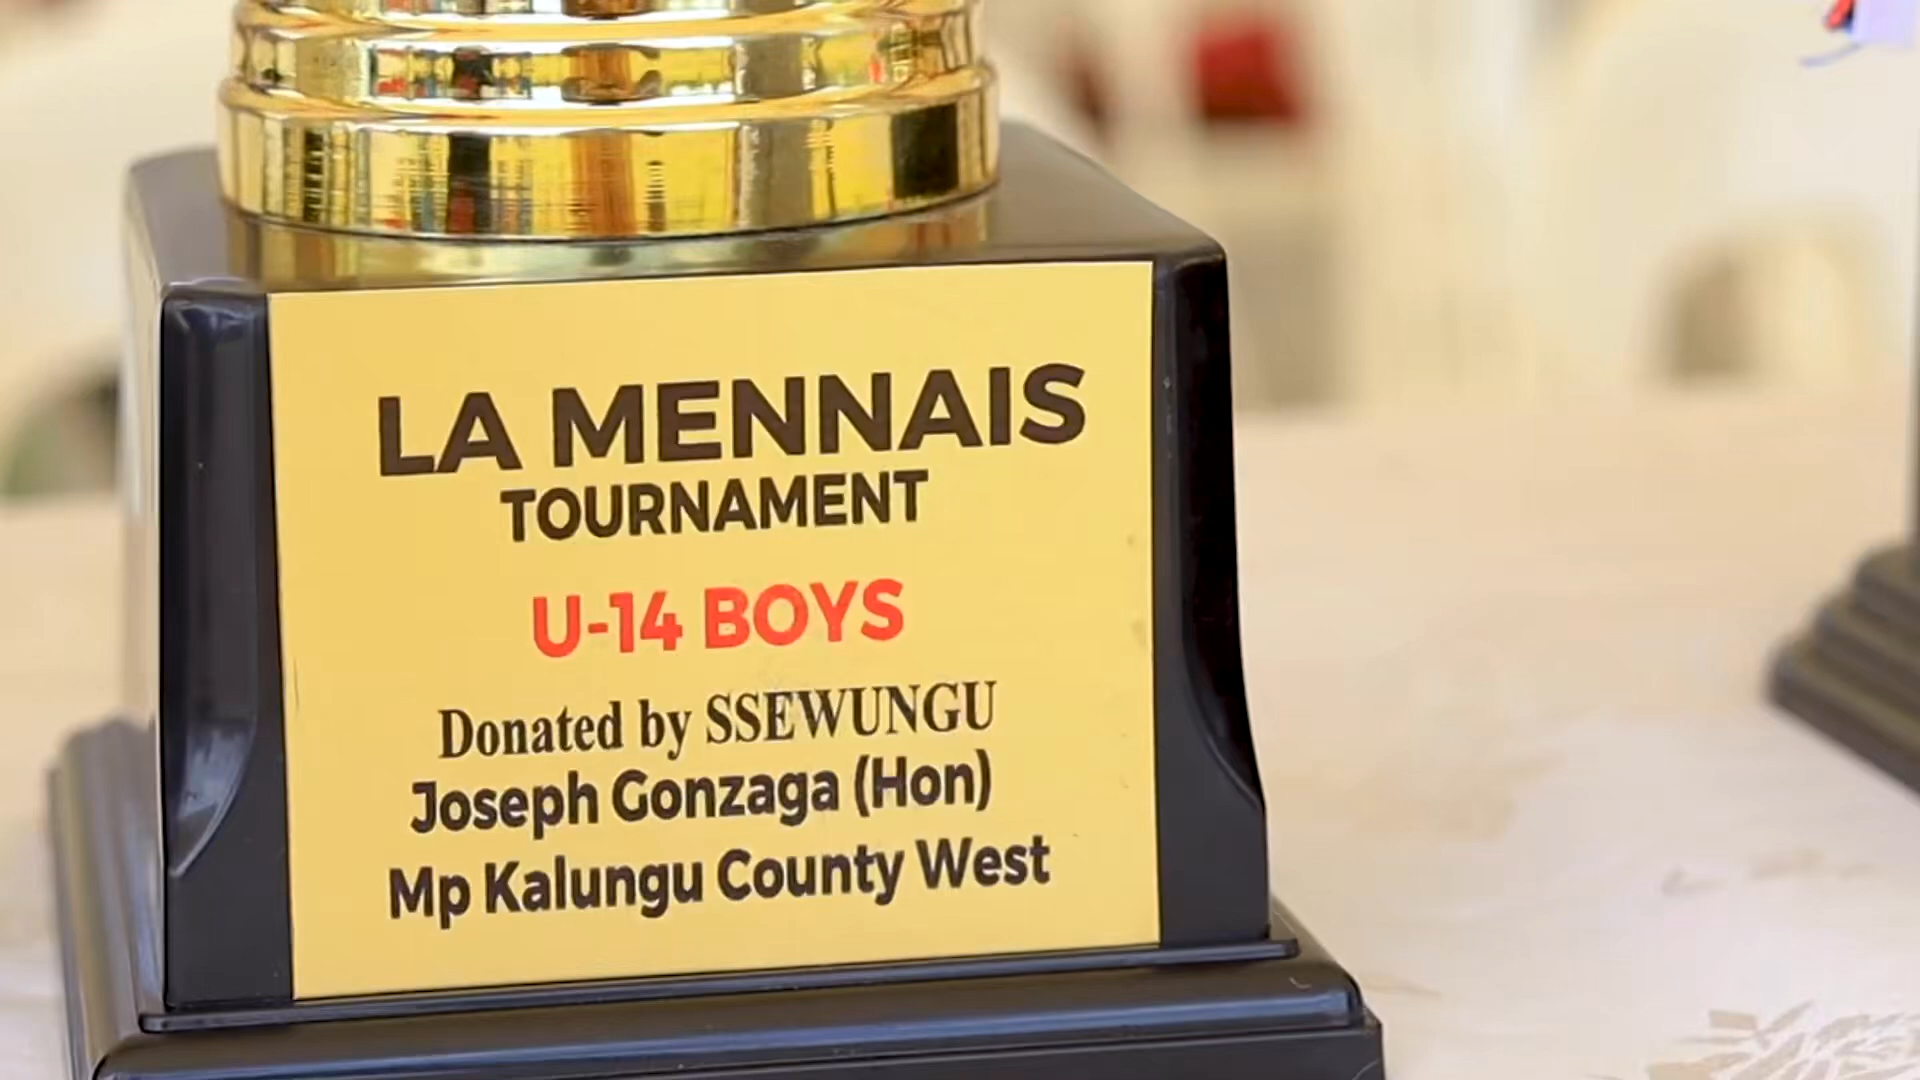 LA MENNAIS
TOURNAMENT
U-14 BOYS
Donated by SSEWUNGU
Joseph Gonzaga (Hon)
Mp Kalungu County West